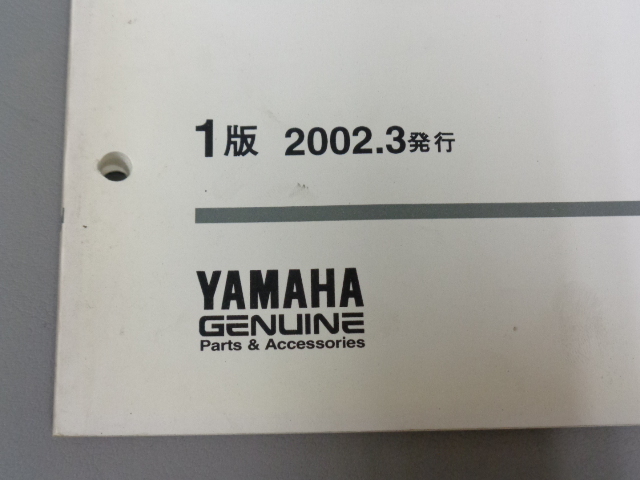 1版 2002.3発行
YAMAHA
GENUINE
Parts & Accessories